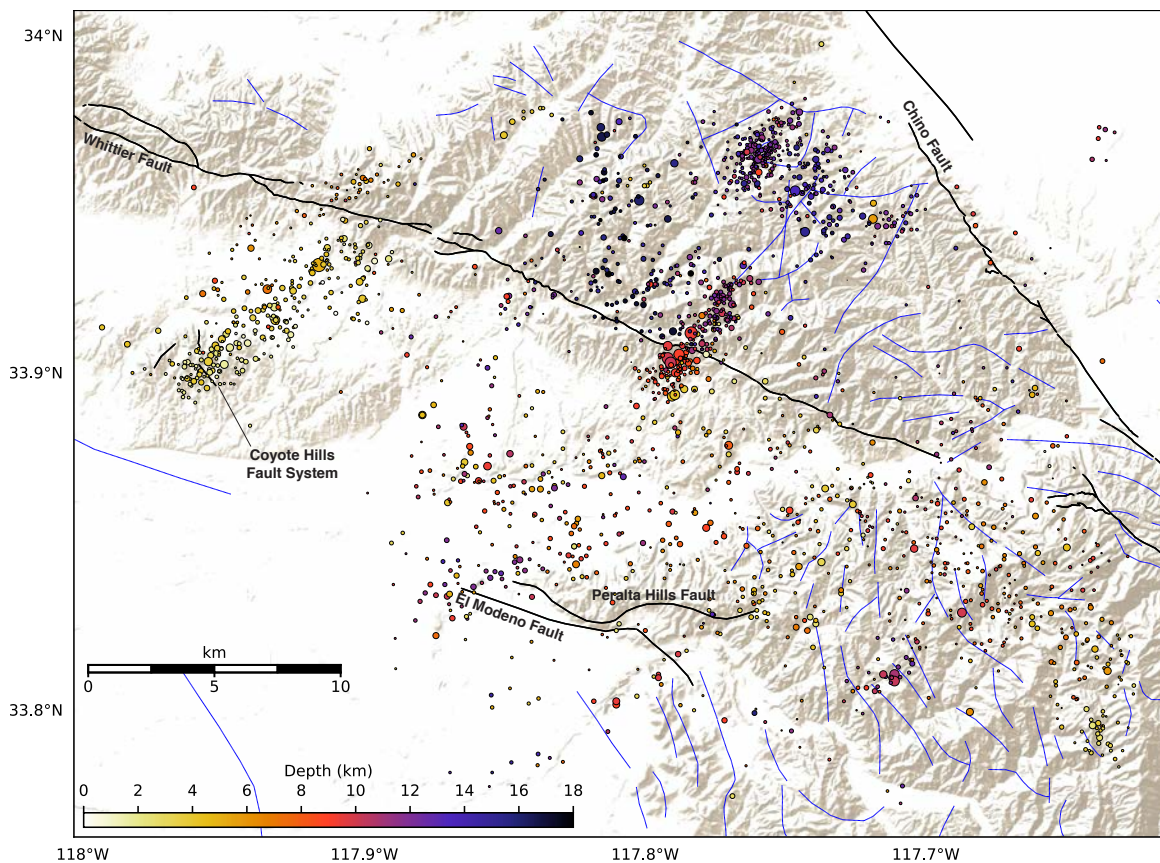 34°N
Chino Fault
Whittier Fault
33.9°N
Coyote Hills
Fault System
Peralta Hills Fault
El Modeno Fault
km
0 5 10
33.8°N
Depth (km)
0 2 4 6 8 10 12 14 16 18
118°W 117.9°W 117.8°W 117.7°W